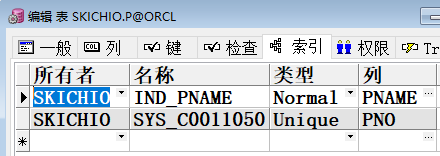 编辑 表 SKICHIO.P@ORCL
一般 列 键 检查 索引 权限 Tr
所有者 名称 类型 列
SKICHIO IND_PNAME Normal PNAME ...
SKICHIO SYS_C0011050 Unique PNO ...